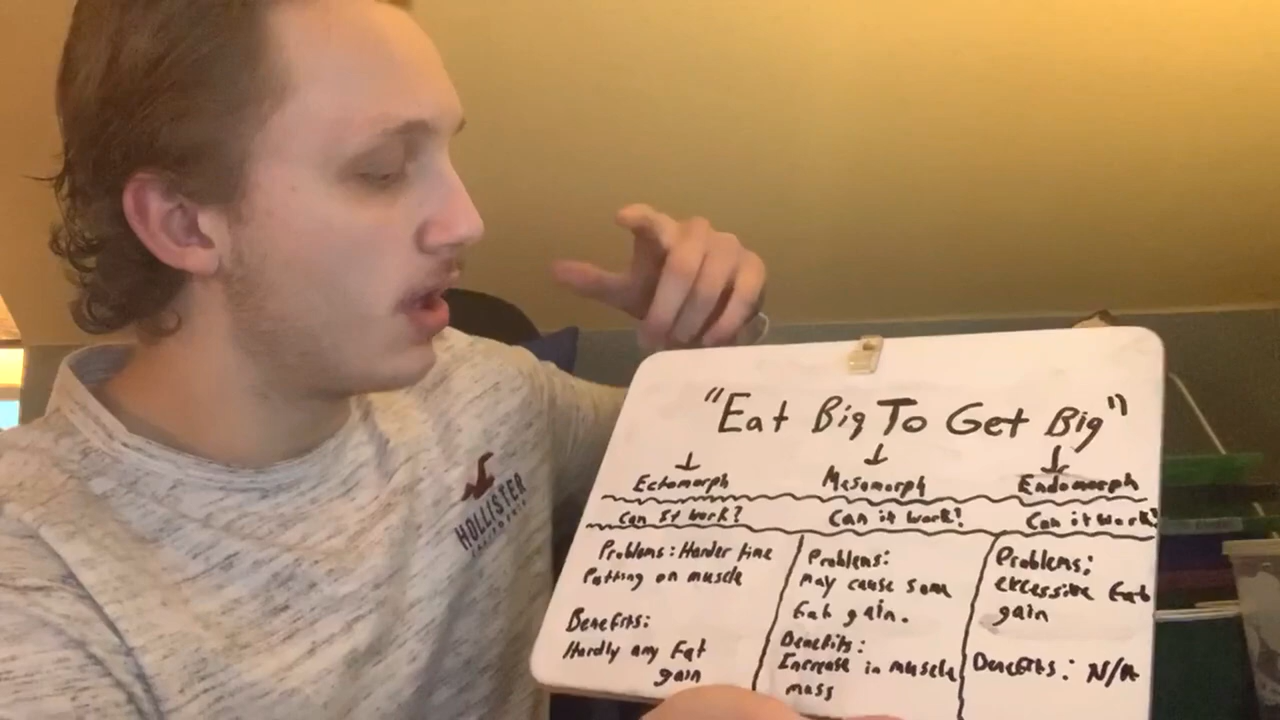 HOLLISTER
CALIFORNIA
"Eat Big To Get Big"
Ectomorph
Mesomorph
Endomorph
Can It work?
Can it work?
Can it work?
Problems: Harder time
Putting on muscle
Benefits:
Hardly any Fat
gain
Problems:
may cause some
fat gain.
Benefits:
Increase in muscle
mass
Problems:
excessive fat
gain
Benefits: N/A